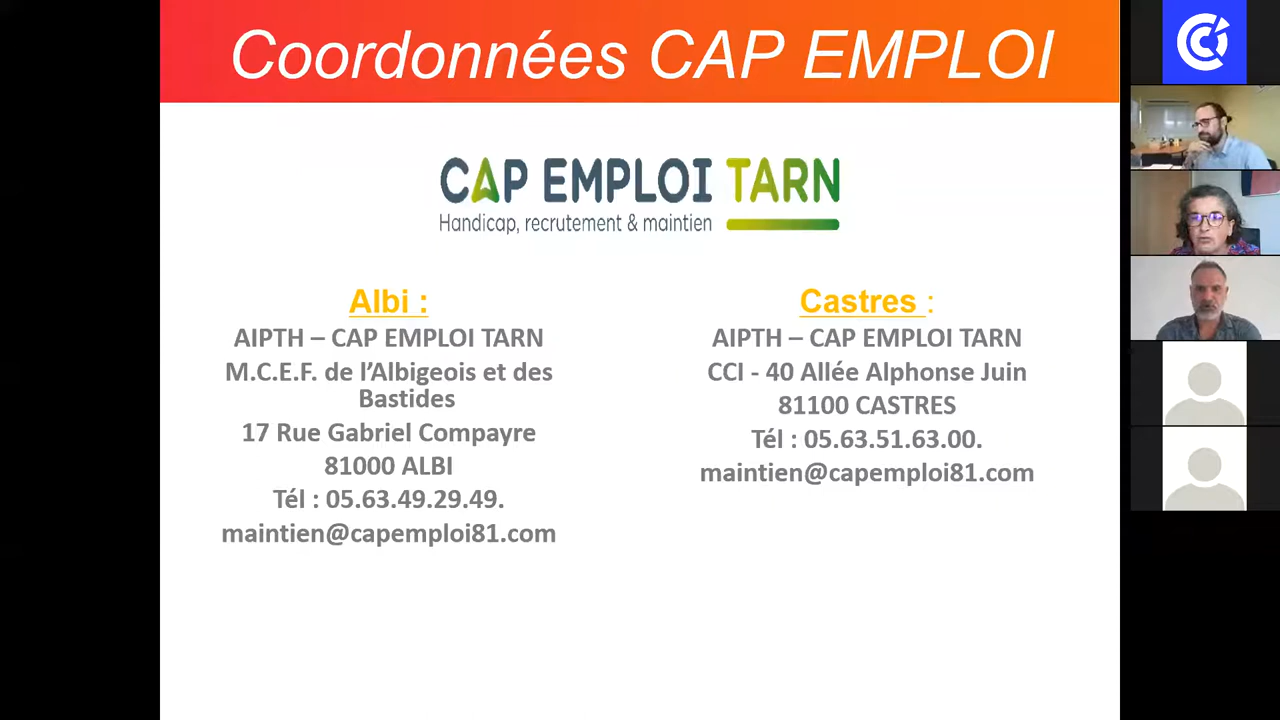 Coordonnées CAP EMPLOI
CAP EMPLOI TARN
Handicap, recrutement & maintien
Albi :
AIPTH – CAP EMPLOI TARN
M.C.E.F. de l’Albigeois et des
Bastides
17 Rue Gabriel Compayre
81000 ALBI
Tél : 05.63.49.29.49.
maintien@capemploi81.com
Castres :
AIPTH – CAP EMPLOI TARN
CCI - 40 Allée Alphonse Juin
81100 CASTRES
Tél : 05.63.51.63.00.
maintien@capemploi81.com